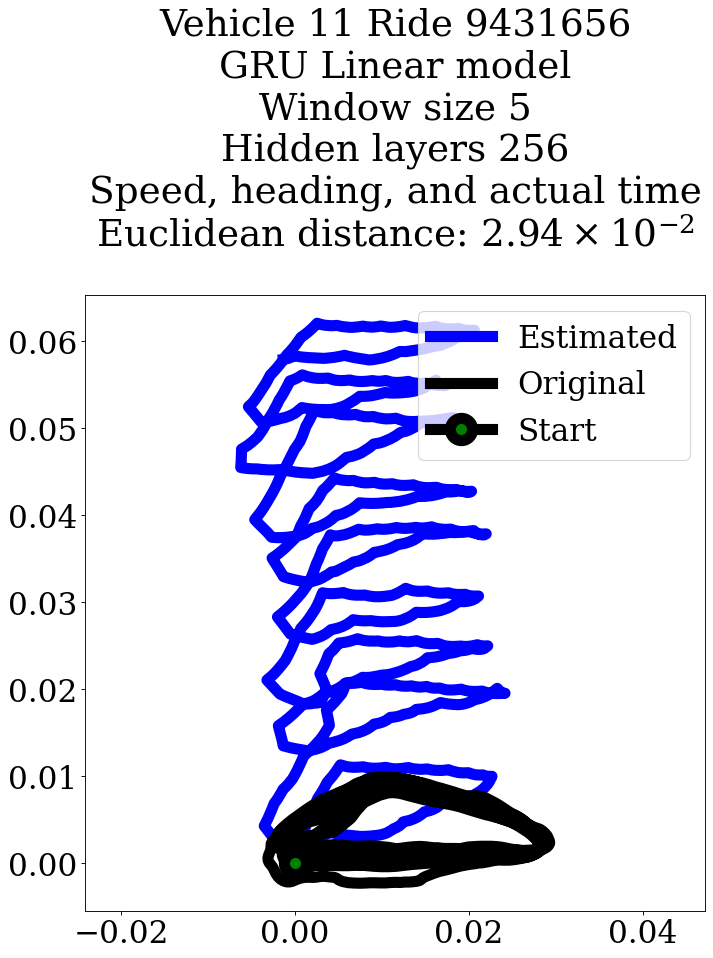 Vehicle 11 Ride 9431656
GRU Linear model
Window size 5
Hidden layers 256
Speed, heading, and actual time
Euclidean distance: 2.94 × 10⁻²
0.06
0.05
0.04
0.03
0.02
0.01
0.00
Estimated
Original
Start
−0.02
0.00
0.02
0.04